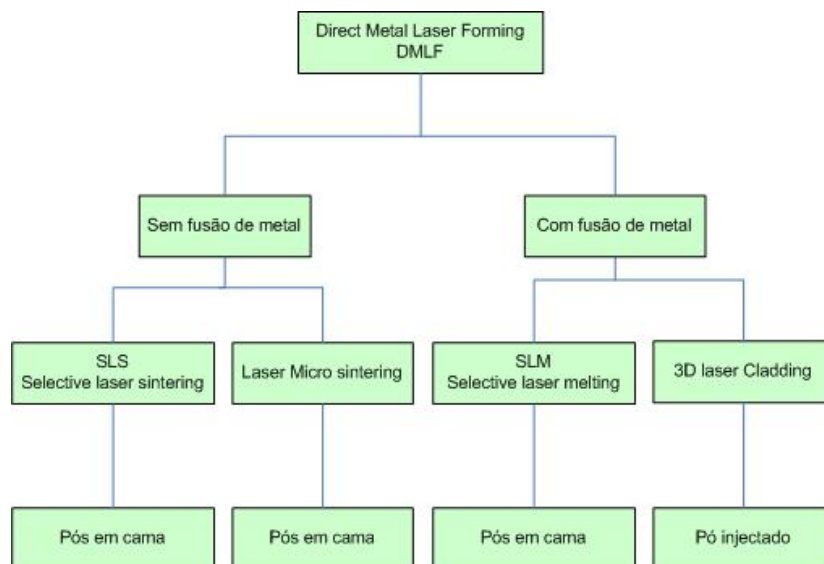 Direct Metal Laser Forming
DMLF
Sem fusão de metal
Com fusão de metal
SLS
Selective laser sintering
Laser Micro sintering
SLM
Selective laser melting
3D laser Cladding
Pós em cama
Pós em cama
Pós em cama
Pó injectado